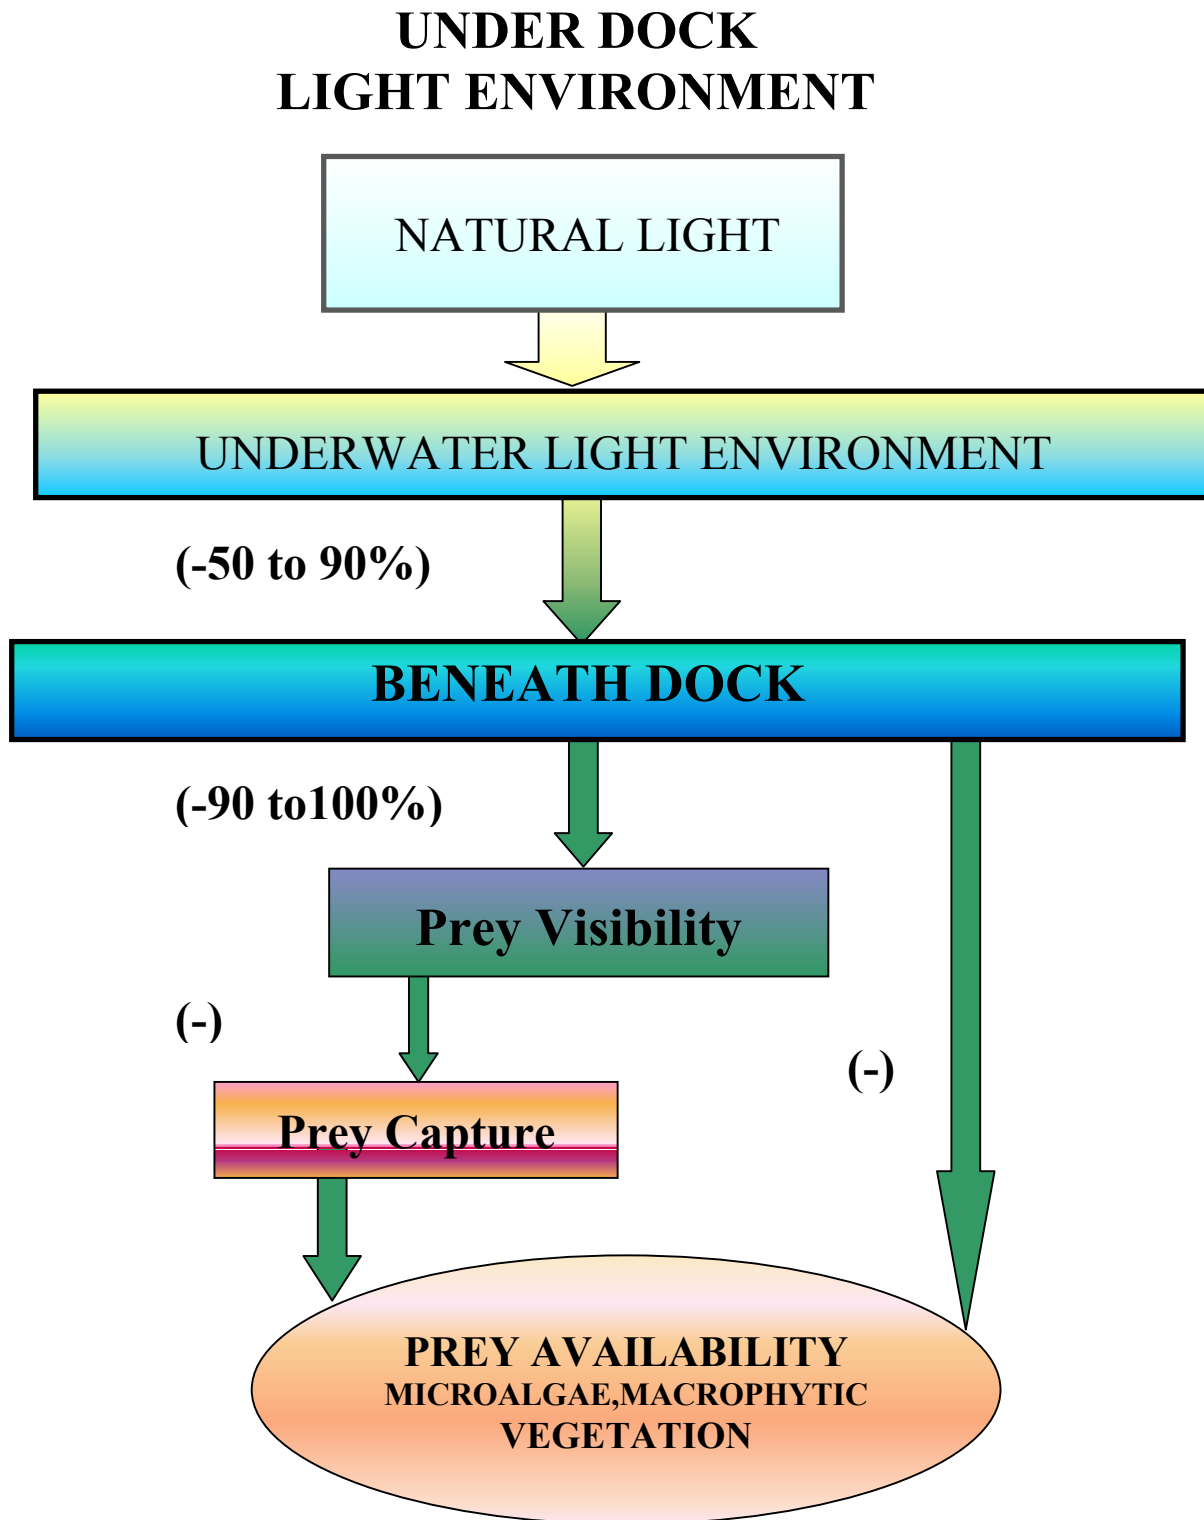 UNDER DOCK
LIGHT ENVIRONMENT
NATURAL LIGHT
UNDERWATER LIGHT ENVIRONMENT
(-50 to 90%)
BENEATH DOCK
(-90 to100%)
Prey Visibility
(-)
(-)
Prey Capture
PREY AVAILABILITY
MICROALGAE,MACROPHYTIC
VEGETATION